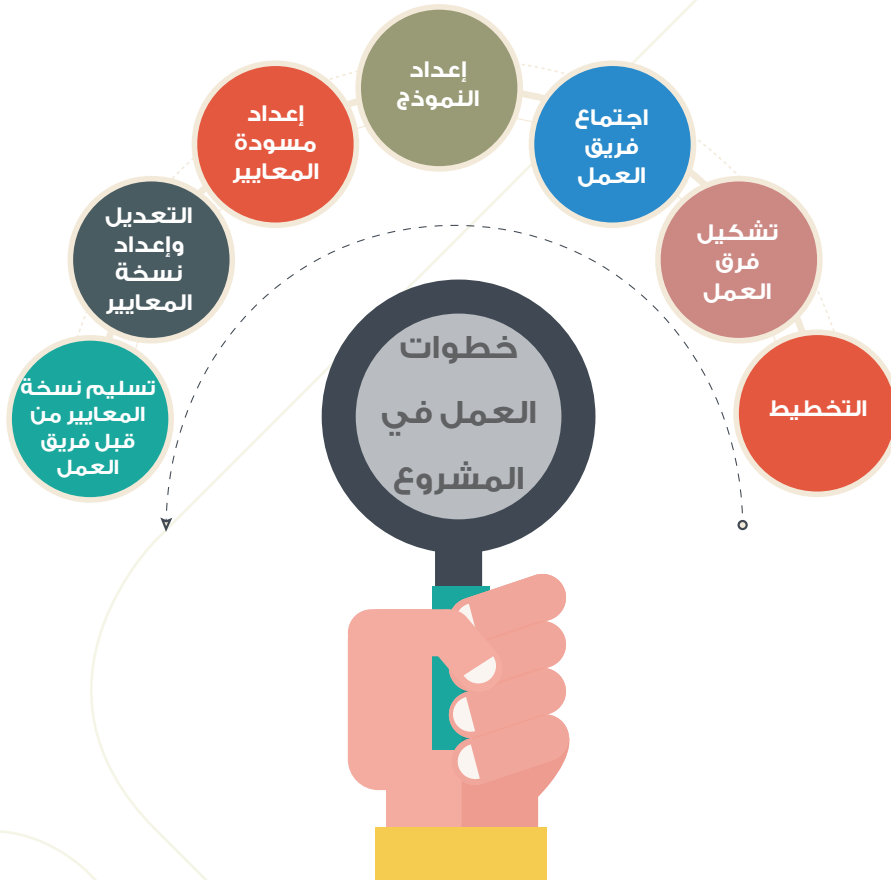 خطوات
العمل في
المشروع
التخطيط
تشكيل
فرق
العمل
اجتماع
فريق
العمل
إعداد
النموذج
إعداد
مسودة
المعايير
التعديل
وإعداد
نسخة
المعايير
تسليم نسخة
المعايير من
قبل فريق
العمل